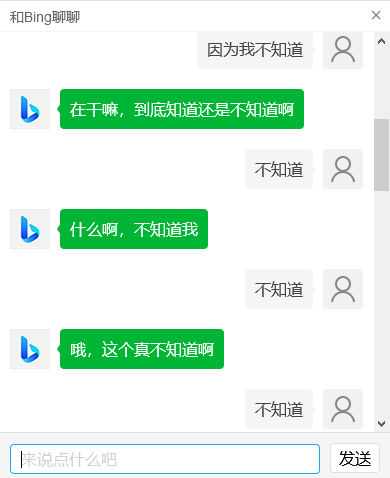 和Bing聊聊
因为我不知道
在干嘛，到底知道还是不知道啊
不知道
什么啊，不知道我
不知道
哦，这个真不知道啊
不知道
来说点什么吧
发送